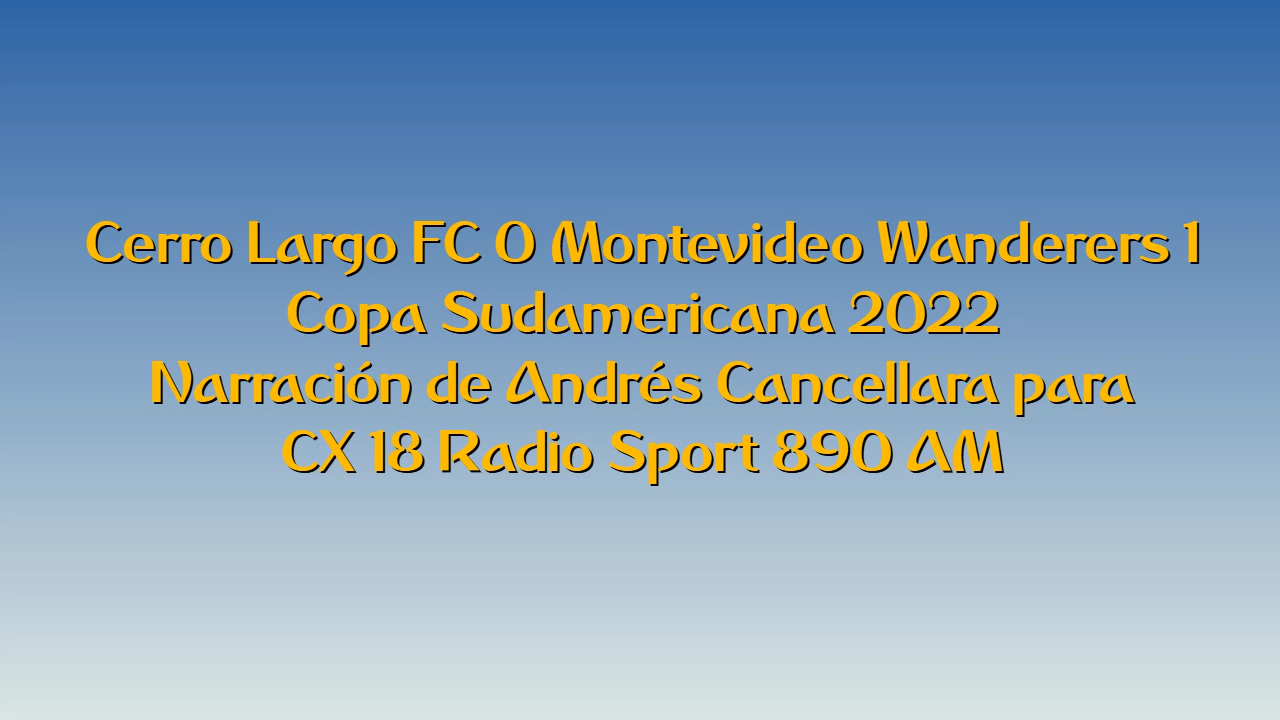 Cerro Largo FC 0 Montevideo Wanderers 1
Copa Sudamericana 2022
Narración de Andrés Cancellara para
CX 18 Radio Sport 890 AM